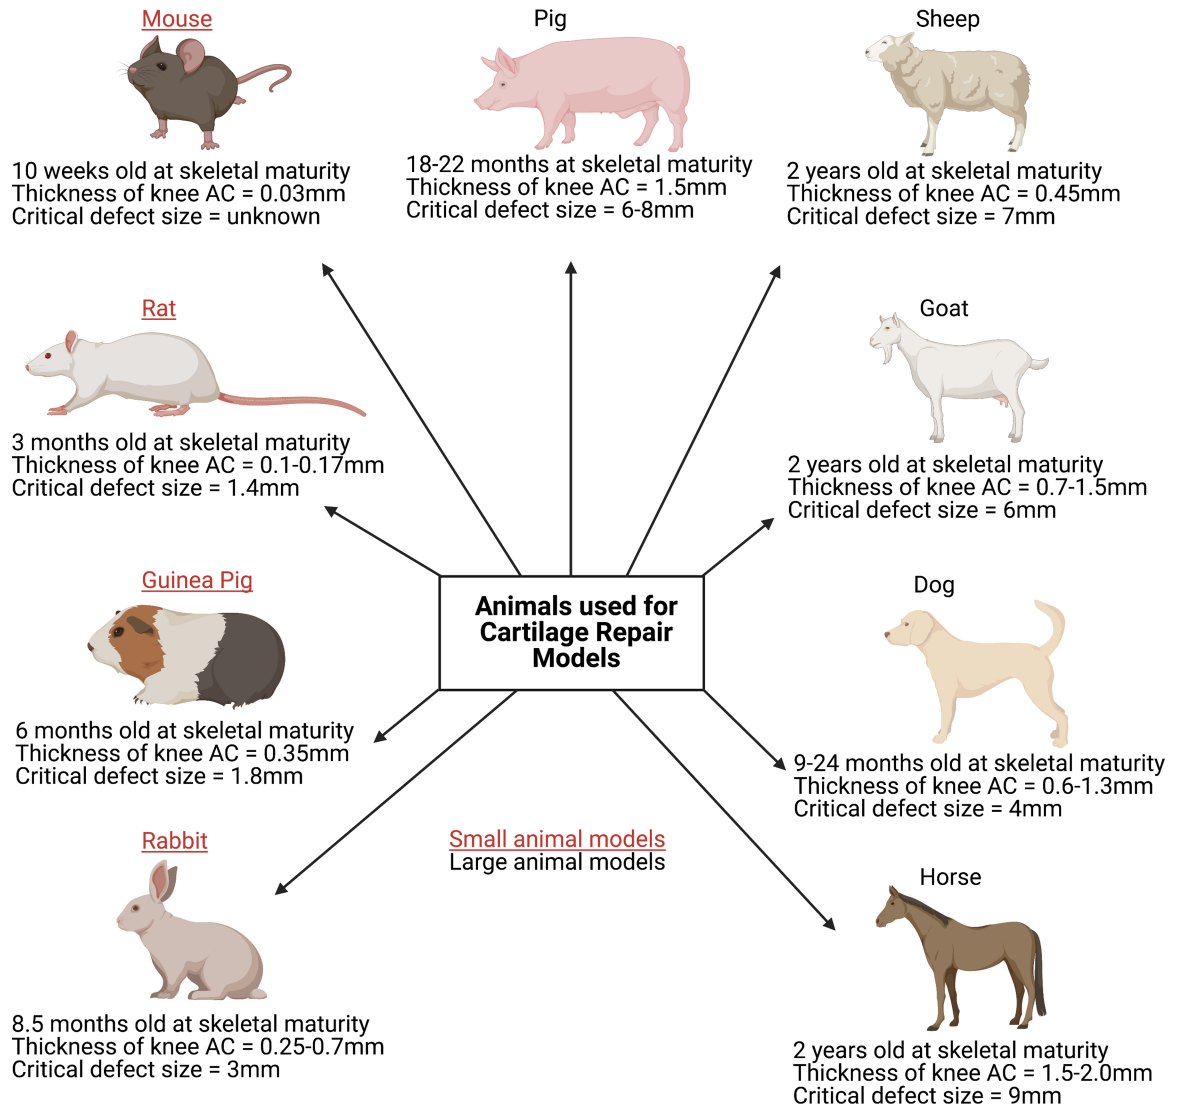 Mouse
10 weeks old at skeletal maturity
Thickness of knee AC = 0.03mm
Critical defect size = unknown
Pig
18-22 months at skeletal maturity
Thickness of knee AC = 1.5mm
Critical defect size = 6-8mm
Sheep
2 years old at skeletal maturity
Thickness of knee AC = 0.45mm
Critical defect size = 7mm
Rat
3 months old at skeletal maturity
Thickness of knee AC = 0.1-0.17mm
Critical defect size = 1.4mm
Goat
2 years old at skeletal maturity
Thickness of knee AC = 0.7-1.5mm
Critical defect size = 6mm
Guinea Pig
6 months old at skeletal maturity
Thickness of knee AC = 0.35mm
Critical defect size = 1.8mm
Animals used for
Cartilage Repair
Models
Dog
9-24 months old at skeletal maturity
Thickness of knee AC = 0.6-1.3mm
Critical defect size = 4mm
Rabbit
8.5 months old at skeletal maturity
Thickness of knee AC = 0.25-0.7mm
Critical defect size = 3mm
Small animal models
Large animal models
Horse
2 years old at skeletal maturity
Thickness of knee AC = 1.5-2.0mm
Critical defect size = 9mm